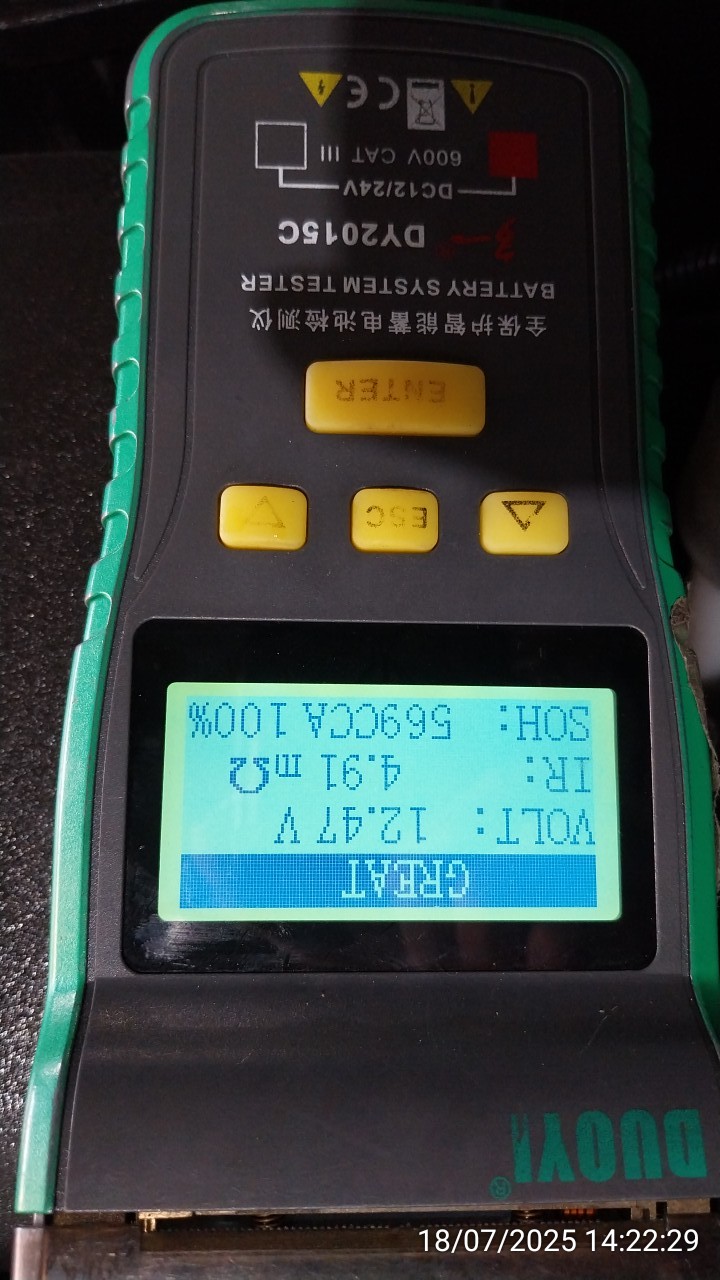 DUOYI®
GREAT
VOLT: 12.47 V
IR: 4.91 mΩ
SOH: 569CCA 100%
ESC
ENTER
全保护智能蓄电池检测仪
BATTERY SYSTEM TESTER
DY2015C
DC12/24V
600V CAT III
CE
18/07/2025 14:22:29